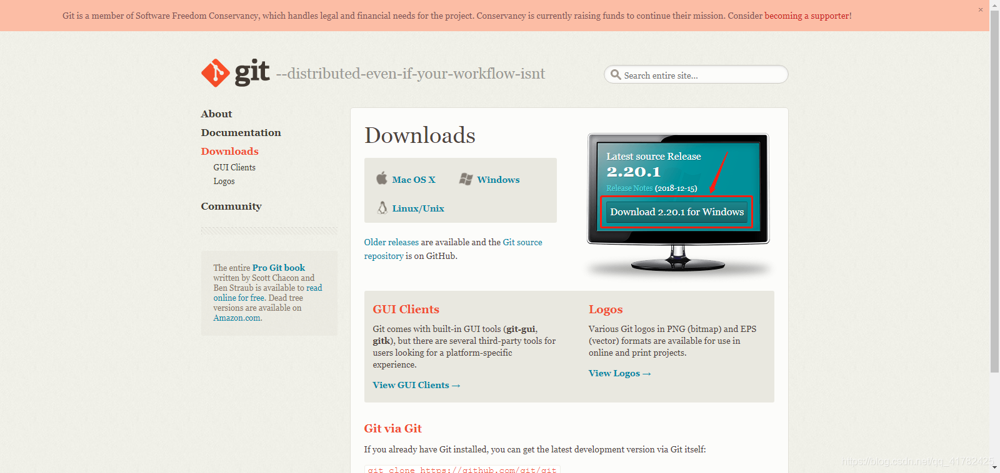 Git is a member of Software Freedom Conservancy, which handles legal and financial needs for the project. Conservancy is currently raising funds to continue their mission. Consider becoming a supporter!
×
git --distributed-even-if-your-workflow-isnt
Search entire site...
About
Documentation
Downloads
GUI Clients
Logos
Community
The entire Pro Git book
written by Scott Chacon and
Ben Straub is available to read
online for free. Dead tree
versions are available on
Amazon.com.
Downloads
Mac OS X
Windows
Linux/Unix
Older releases are available and the Git source
repository is on GitHub.
Latest source Release
2.20.1
Release Notes (2018-12-15)
Download 2.20.1 for Windows
GUI Clients
Git comes with built-in GUI tools (git-gui,
gitk), but there are several third-party tools for
users looking for a platform-specific
experience.
View GUI Clients →
Logos
Various Git logos in PNG (bitmap) and EPS
(vector) formats are available for use in
online and print projects.
View Logos →
Git via Git
If you already have Git installed, you can get the latest development version via Git itself:
git clone https://github.com/git/git
https://blog.csdn.net/qq_41782425